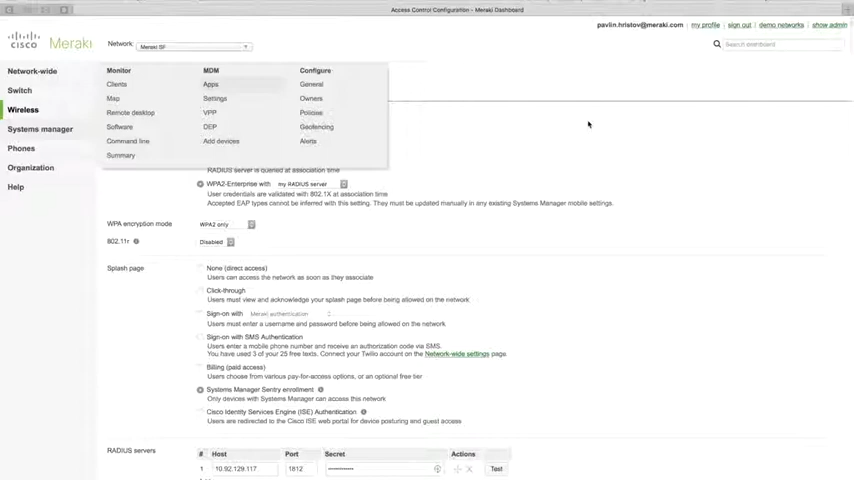 Access Control Configuration - Meraki Dashboard
pavlin.hristov@meraki.com | my profile | sign out | demo networks | show admin
CISCO Meraki
Network: Meraki SF
Search dashboard
Network-wide
Switch
Wireless
Systems manager
Phones
Organization
Help
Monitor
Clients
Map
Remote desktop
Software
Command line
Summary
MDM
Apps
Settings
VPP
DEP
Add devices
Configure
General
Owners
Policies
Geofencing
Alerts
RADIUS server is queried at association time
WPA2-Enterprise with my RADIUS server
User credentials are validated with 802.1X at association time
Accepted EAP types cannot be inferred with this setting. They must be updated manually in any existing Systems Manager mobile settings.
WPA encryption mode WPA2 only
802.11r Disabled
Splash page
None (direct access)
Users can access the network as soon as they associate
Click-through
Users must view and acknowledge your splash page before being allowed on the network
Sign-on with Meraki authentication
Users must enter a username and password before being allowed on the network
Sign-on with SMS Authentication
Users enter a mobile phone number and receive an authorization code via SMS.
You have used 3 of your 25 free texts. Connect your Twilio account on the Network-wide settings page.
Billing (paid access)
Users can choose from various pay-for-access options, or an optional free tier
Systems Manager Sentry enrollment
Only devices with Systems Manager can access this network
Cisco Identity Services Engine (ISE) Authentication
Users are redirected to the Cisco ISE web portal for device posturing and guest access
RADIUS servers
# Host Port Secret Actions
1 10.92.129.117 1812 ············ Test